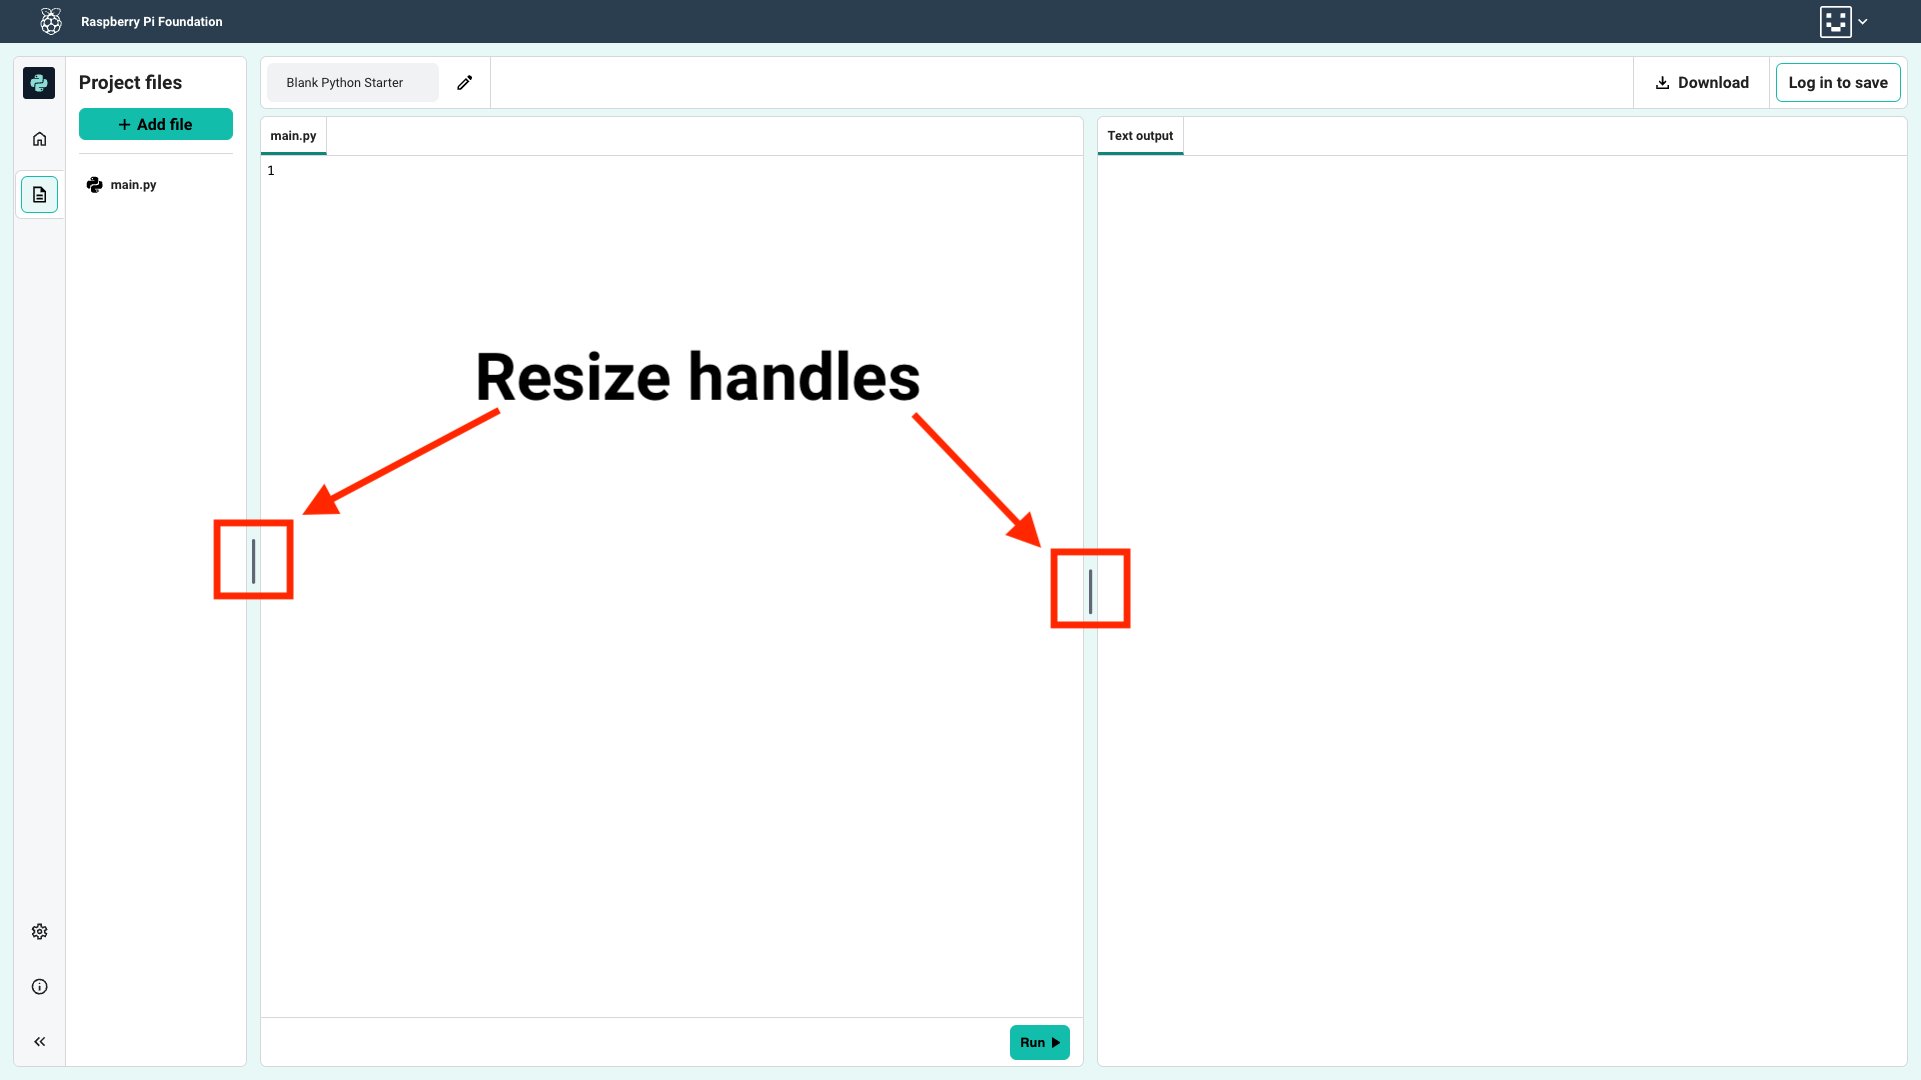 Raspberry Pi Foundation
Project files
+ Add file
main.py
Blank Python Starter
Download
Log in to save
main.py
1
Resize handles
Run
Text output